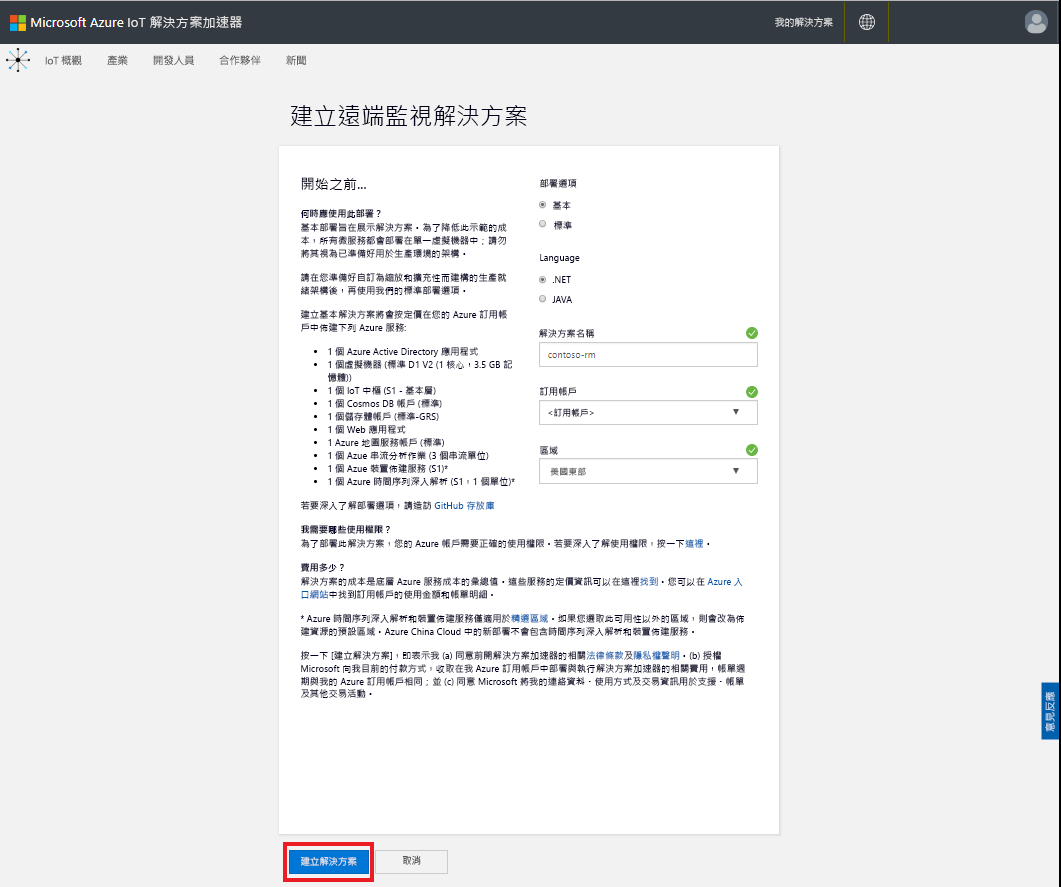 Microsoft Azure IoT 解決方案加速器
我的解決方案
IoT 概觀 產業 開發人員 合作夥伴 新聞
建立遠端監視解決方案
開始之前...
何時應使用此部署？
基本部署旨在展示解決方案。為了降低此示範的成
本，所有微服務都會部署在單一虛擬機器中；請勿
將其視為已準備好用於生產環境的架構。
請在您準備好自訂為縮放和擴充性而建構的生產就
緒架構後，再使用我們的標準部署選項。
建立基本解決方案將會按定價在您的 Azure 訂用帳
戶中佈建下列 Azure 服務:
• 1 個 Azure Active Directory 應用程式
• 1 個虛擬機器 (標準 D1 V2 (1 核心，3.5 GB 記
憶體))
• 1 個 IoT 中樞 (S1 - 基本層)
• 1 個 Cosmos DB 帳戶 (標準)
• 1 個儲存體帳戶 (標準-GRS)
• 1 個 Web 應用程式
• 1 Azure 地圖服務帳戶 (標準)
• 1 個 Azue 串流分析作業 (3 個串流單位)
• 1 個 Azue 裝置佈建服務 (S1)*
• 1 個 Azure 時間序列深入解析 (S1，1 個單位)*
部署選項
基本
標準
Language
.NET
JAVA
解決方案名稱
contoso-rm
訂用帳戶
<訂用帳戶>
區域
美國東部
若要深入了解部署選項，請造訪 GitHub 存放庫
我需要哪些使用權限？
為了部署此解決方案，您的 Azure 帳戶需要正確的使用權限。若要深入了解使用權限，按一下這裡。
費用多少？
解決方案的成本是底層 Azure 服務成本的彙總值。這些服務的定價資訊可以在這裡找到。您可以在 Azure 入
口網站中找到訂用帳戶的使用金額和帳單明細。
* Azure 時間序列深入解析和裝置佈建服務僅適用於精選區域。如果您選取此可用性以外的區域，則會改為佈
建資源的預設區域。Azure China Cloud 中的新部署不會包含時間序列深入解析和裝置佈建服務。
按一下 [建立解決方案]，即表示我 (a) 同意前開解決方案加速器的相關法律條款及隱私權聲明。(b) 授權
Microsoft 向我目前的付款方式，收取在我 Azure 訂用帳戶中部署與執行解決方案加速器的相關費用，帳單週
期與我的 Azure 訂用帳戶相同；並 (c) 同意 Microsoft 將我的連絡資料、使用方式及交易資訊用於支援、帳單
及其他交易活動。
意見反應
建立解決方案
取消